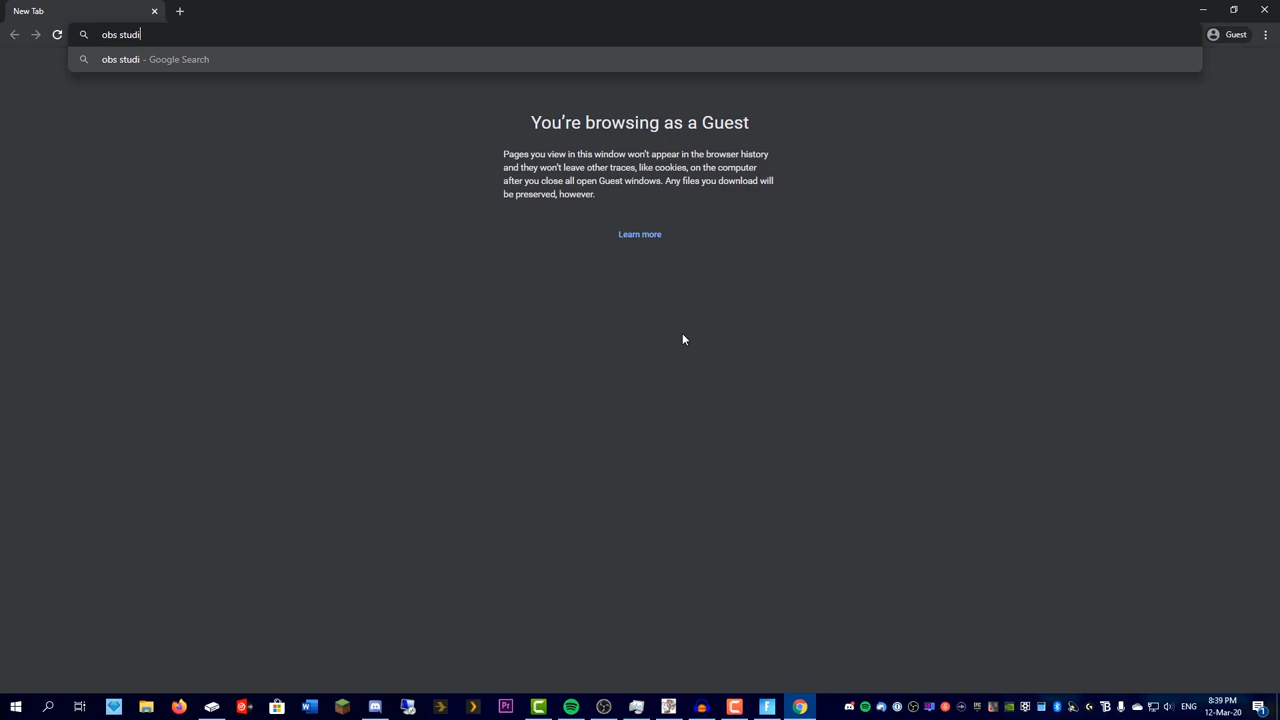 New Tab
obs studi
Guest
obs studi - Google Search
You're browsing as a Guest
Pages you view in this window won't appear in the browser history
and they won't leave other traces, like cookies, on the computer
after you close all open Guest windows. Any files you download will
be preserved, however.
Learn more
ENG
8:39 PM
12-Mar-20